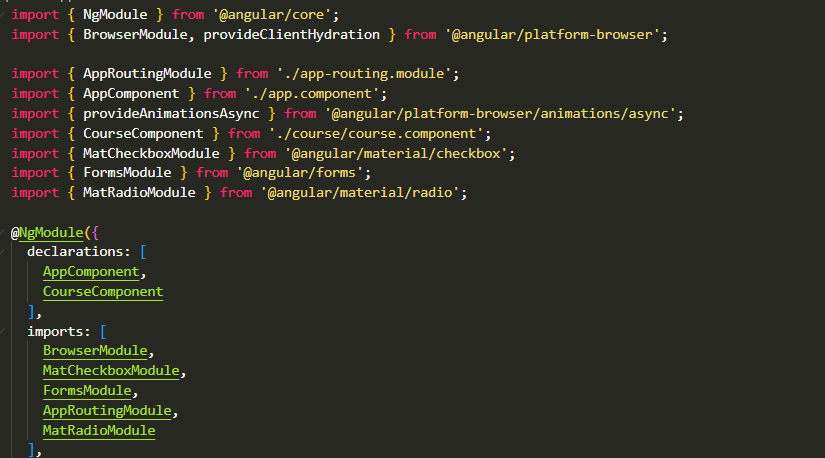 import { NgModule } from '@angular/core';
import { BrowserModule, provideClientHydration } from '@angular/platform-browser';
import { AppRoutingModule } from './app-routing.module';
import { AppComponent } from './app.component';
import { provideAnimationsAsync } from '@angular/platform-browser/animations/async';
import { CourseComponent } from './course/course.component';
import { MatCheckboxModule } from '@angular/material/checkbox';
import { FormsModule } from '@angular/forms';
import { MatRadioModule } from '@angular/material/radio';
@NgModule({
declarations: [
AppComponent,
CourseComponent
],
imports: [
BrowserModule,
MatCheckboxModule,
FormsModule,
AppRoutingModule,
MatRadioModule
],